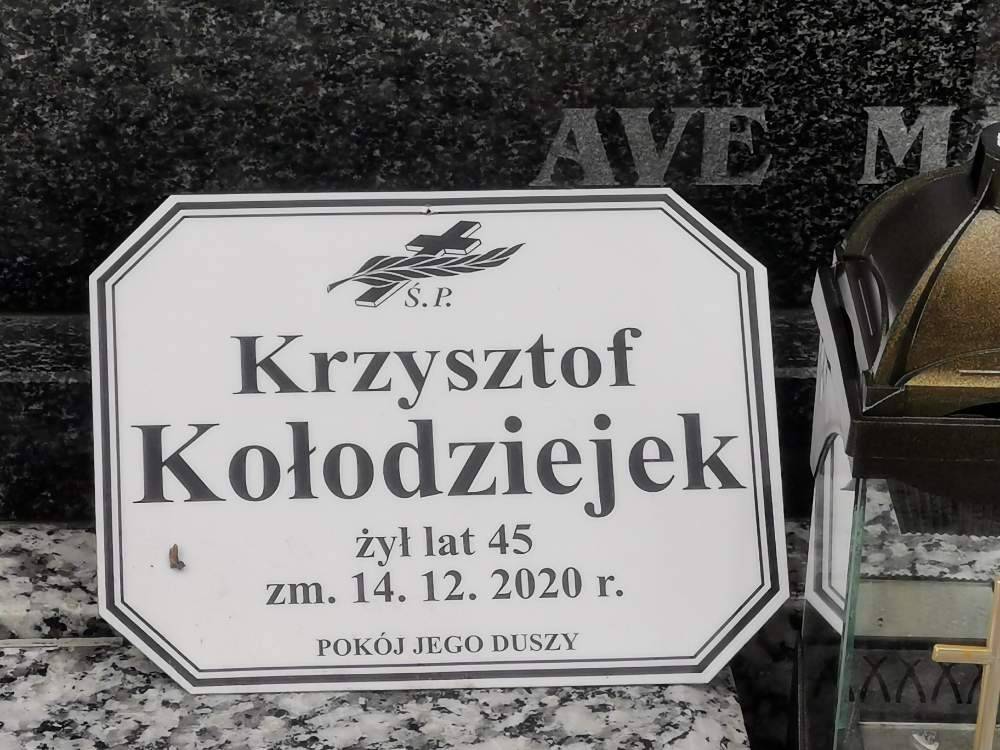 AVE
Ś.P.
Krzysztof
Kołodziejek
żył lat 45
zm. 14. 12. 2020 r.
POKÓJ JEGO DUSZY